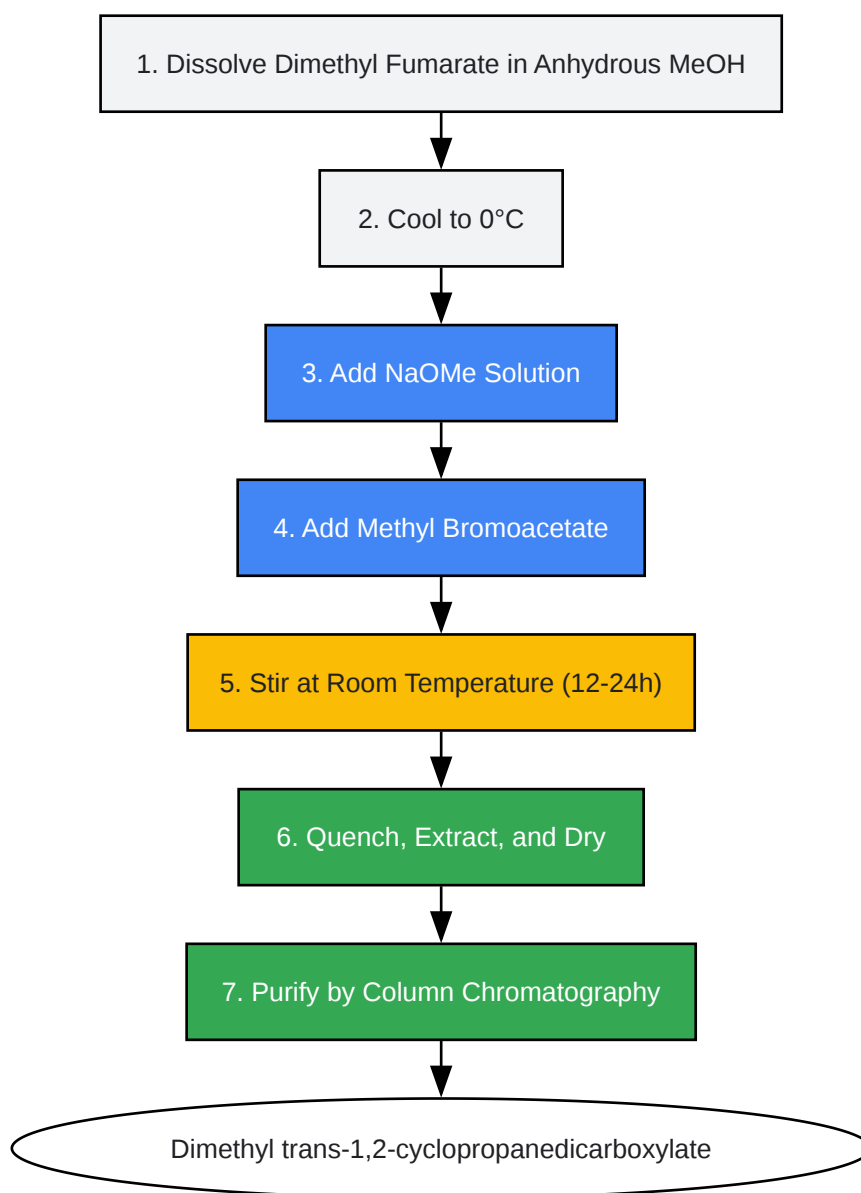 1. Dissolve Dimethyl Fumarate in Anhydrous MeOH
2. Cool to 0°C
3. Add NaOMe Solution
4. Add Methyl Bromoacetate
5. Stir at Room Temperature (12-24h)
6. Quench, Extract, and Dry
7. Purify by Column Chromatography
Dimethyl trans-1,2-cyclopropanedicarboxylate